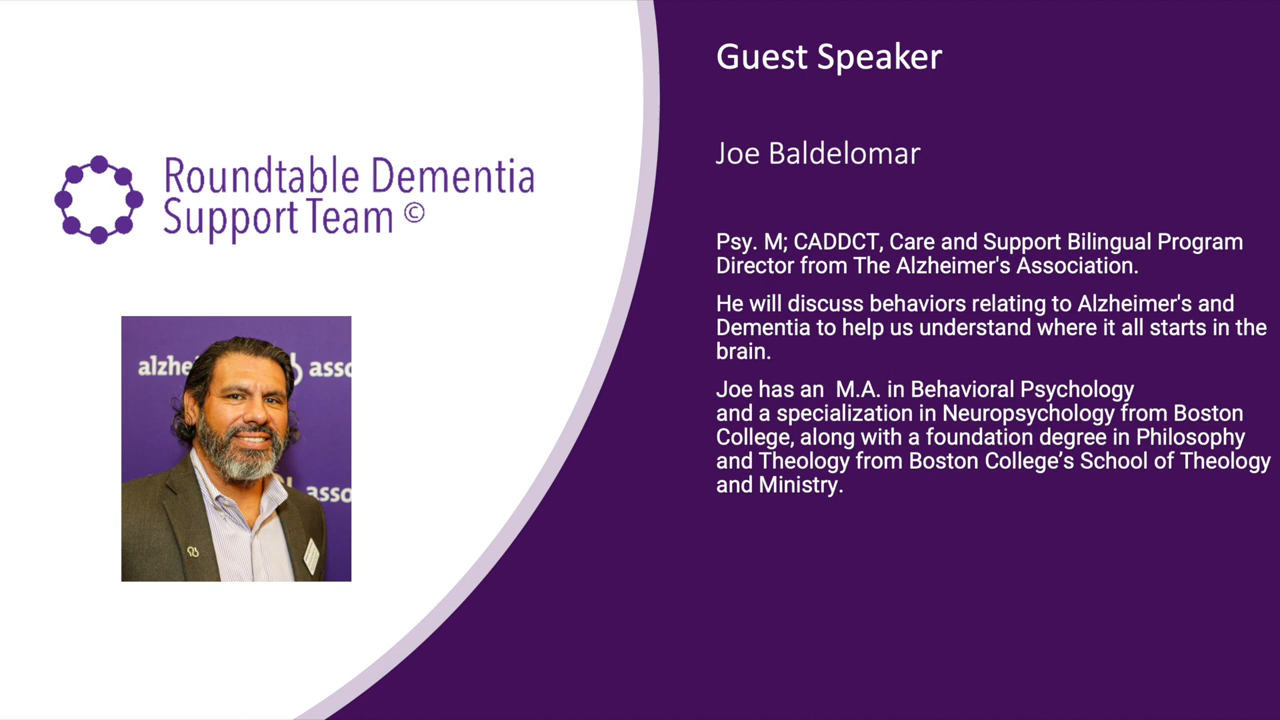 Guest Speaker
Joe Baldelomar
Roundtable Dementia
Support Team ©
Psy. M; CADDCT, Care and Support Bilingual Program
Director from The Alzheimer's Association.
He will discuss behaviors relating to Alzheimer's and
Dementia to help us understand where it all starts in the
brain.
Joe has an  M.A. in Behavioral Psychology
and a specialization in Neuropsychology from Boston
College, along with a foundation degree in Philosophy
and Theology from Boston College’s School of Theology
and Ministry.